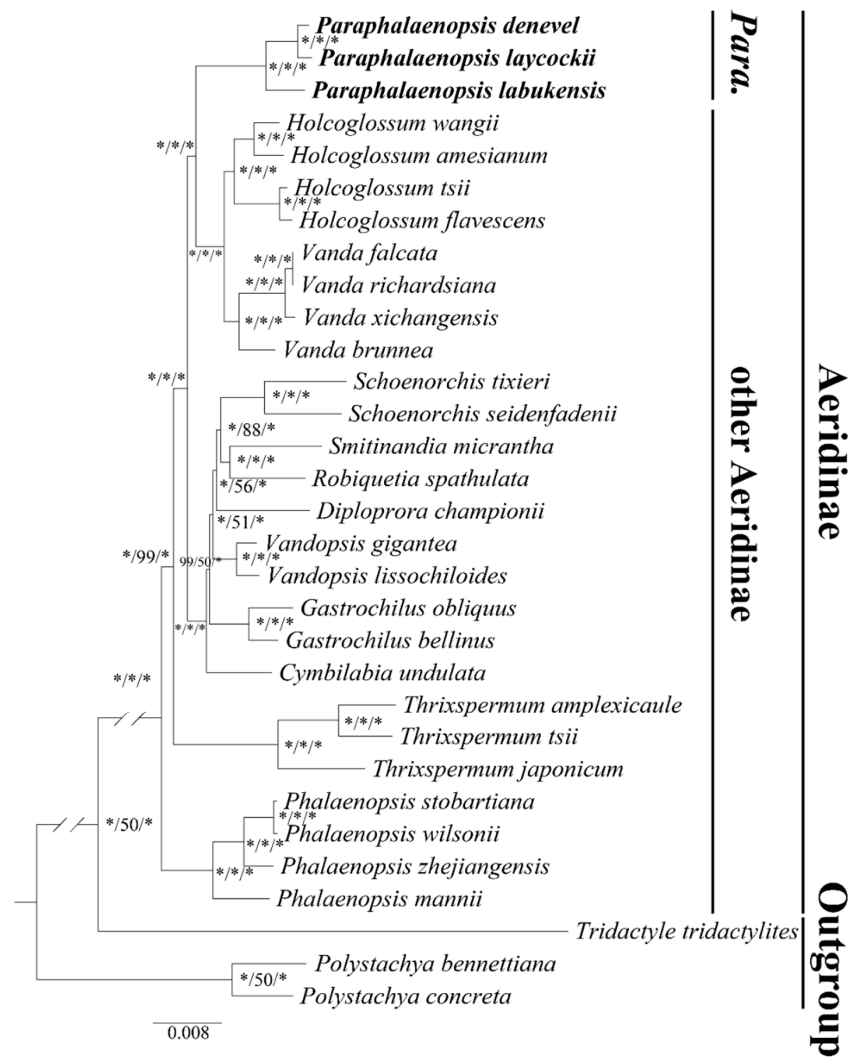 Paraphalaenopsis denevel
*/*/*
Paraphalaenopsis laycockii
*/*/*
Paraphalaenopsis labukensis
Para.
Holcoglossum wangii
*/*/*
*/*/*
Holcoglossum amesianum
*/*/*
Holcoglossum tsii
*/*/*
Holcoglossum flavescens
*/*/*
Vanda falcata
*/*/*
*/*/*
Vanda richardsiana
Vanda xichangensis
*/*/*
Vanda brunnea
*/*/*
Schoenorchis tixieri
*/*/*
Schoenorchis seidenfadenii
*/88/*
Smitinandia micrantha
*/*/*
Robiquetia spathulata
*/56/*
Diploprora championii
*/51/*
Vandopsis gigantea
*/99/*
99/50/*
*/*/*
Vandopsis lissochiloides
Gastrochilus obliquus
*/*/*
*/*/*
Gastrochilus bellinus
Cymbilabia undulata
*/*/*
Thrixspermum amplexicaule
*/*/*
Thrixspermum tsii
*/*/*
Thrixspermum japonicum
Phalaenopsis stobartiana
*/*/*
*/50/*
Phalaenopsis wilsonii
*/*/*
Phalaenopsis zhejiangensis
*/*/*
Phalaenopsis mannii
other Aeridinae
Aeridinae
Tridactyle tridactylites
Polystachya bennettiana
*/50/*
Polystachya concreta
Outgroup
0.008